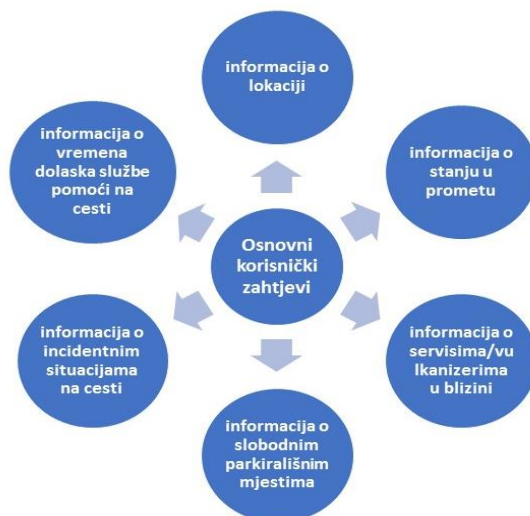 informacija o
lokaciji
informacija o
stanju u
prometu
informacija o
servisima/vu
lkanizerima
u blizini
informacija o
slobodnim
parkirališnim
mjestima
informacija o
incidentnim
situacijama
na cesti
informacija o
vremena
dolaska službe
pomoći na
cesti
Osnovni
korisnički
zahtjevi